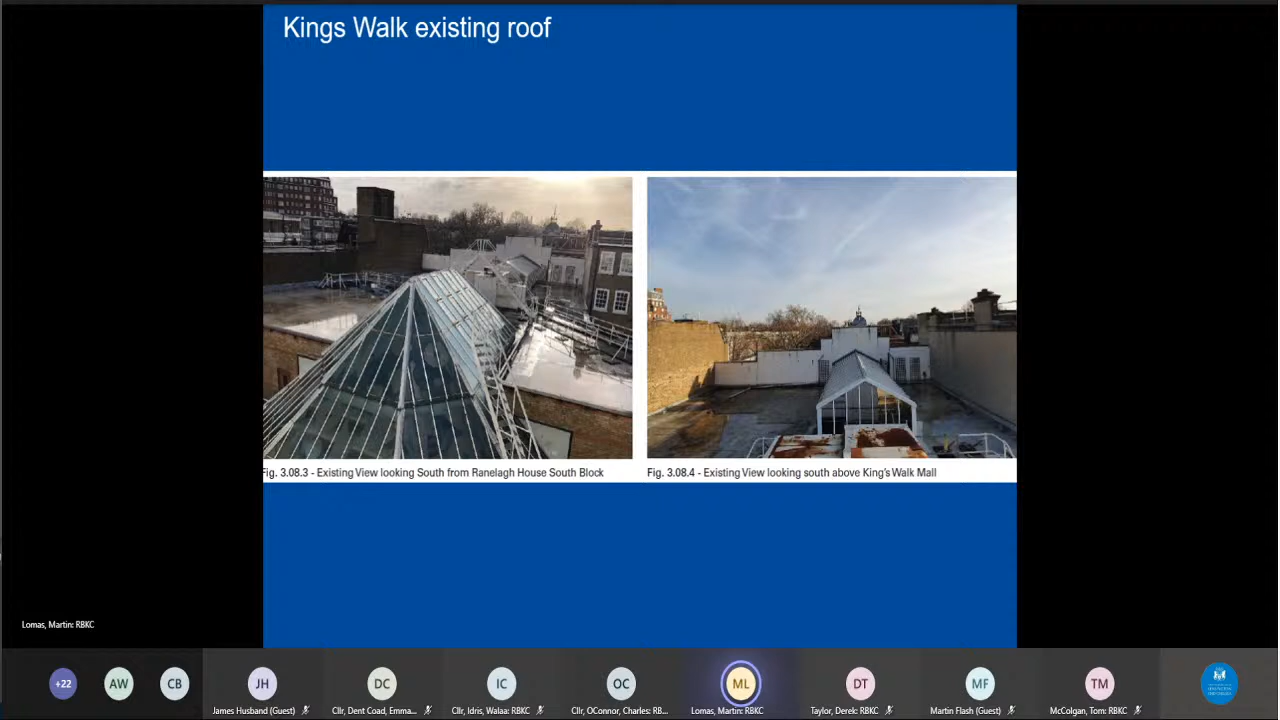 Kings Walk existing roof
Fig. 3.08.3 - Existing View looking South from Ranelagh House South Block
Fig. 3.08.4 - Existing View looking south above King's Walk Mall
Lomas, Martin: RBKC
+22
AW
CB
JH
DC
IC
OC
ML
DT
MF
TM
James Husband (Guest)
Cllr, Dent Coad, Emma...
Cllr, Idris, Walaa: RBKC
Cllr, OConnor, Charles: RB...
Lomas, Martin: RBKC
Taylor, Derek: RBKC
Martin Flash (Guest)
McColgan, Tom: RBKC